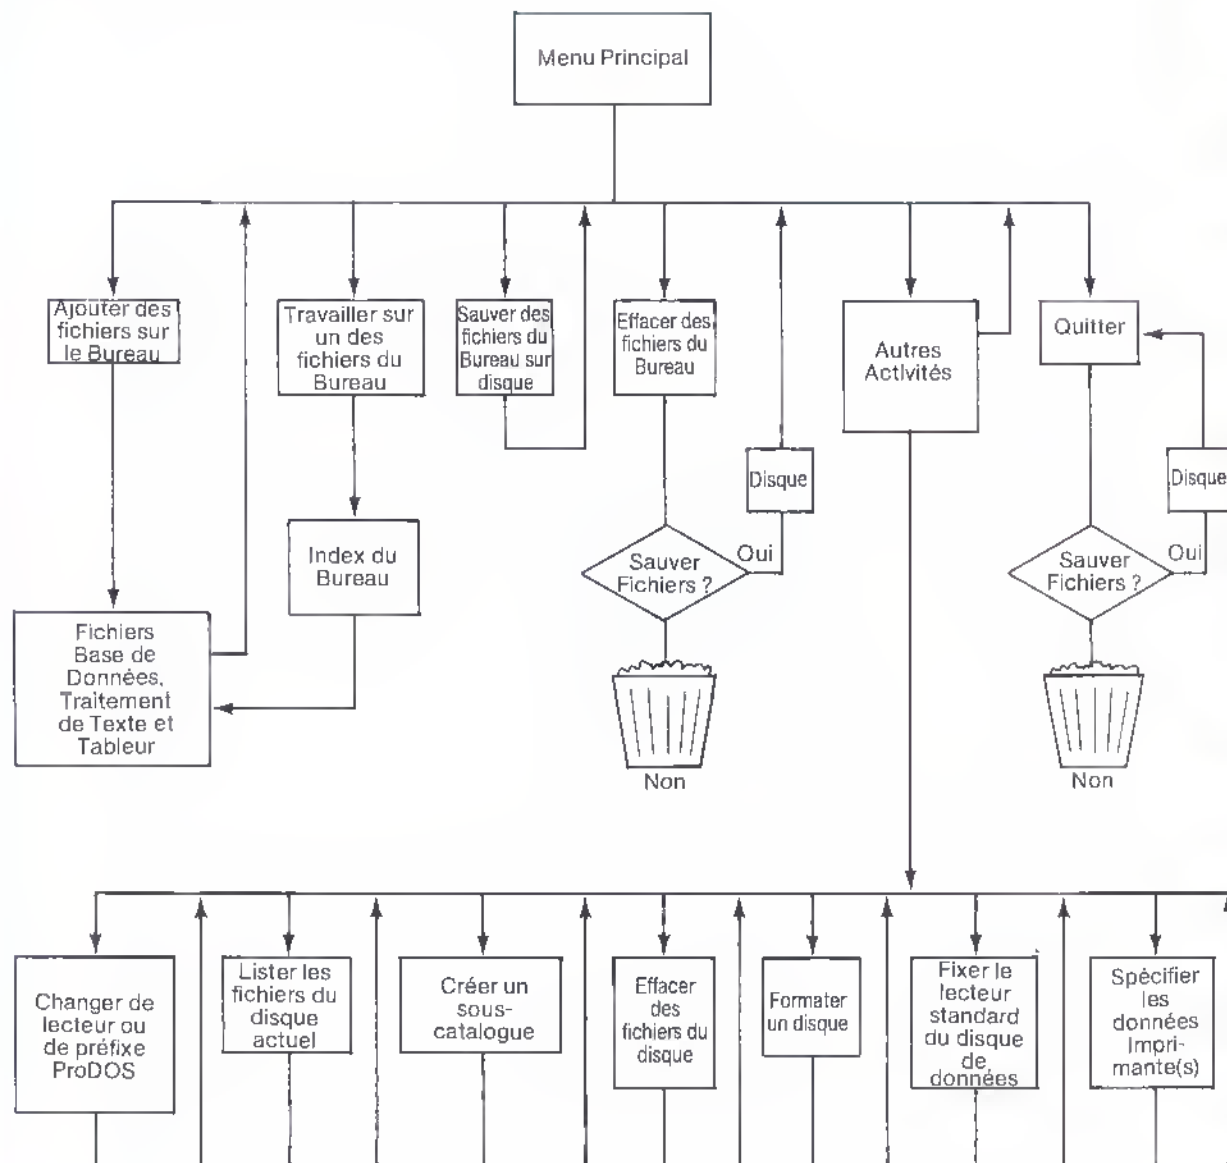 Menu Principal
Ajouter des
fichiers sur
le Bureau
Travailler sur
un des
fichiers du
Bureau
Sauver des
fichiers du
Bureau sur
disque
Effacer des
fichiers du
Bureau
Autres
Activités
Quitter
Disque
Disque
Index du
Bureau
Sauver
Fichiers ?
Oui
Sauver
Fichiers ?
Oui
Fichiers
Base de
Données,
Traitement
de Texte et
Tableur
Non
Non
Changer de
lecteur ou
de préfixe
ProDOS
Lister les
fichiers du
disque
actuel
Créer un
sous-
catalogue
Effacer
des
fichiers du
disque
Formater
un disque
Fixer le
lecteur
standard
du disque
de
données
Spécifier
les
données
Impri-
mante(s)